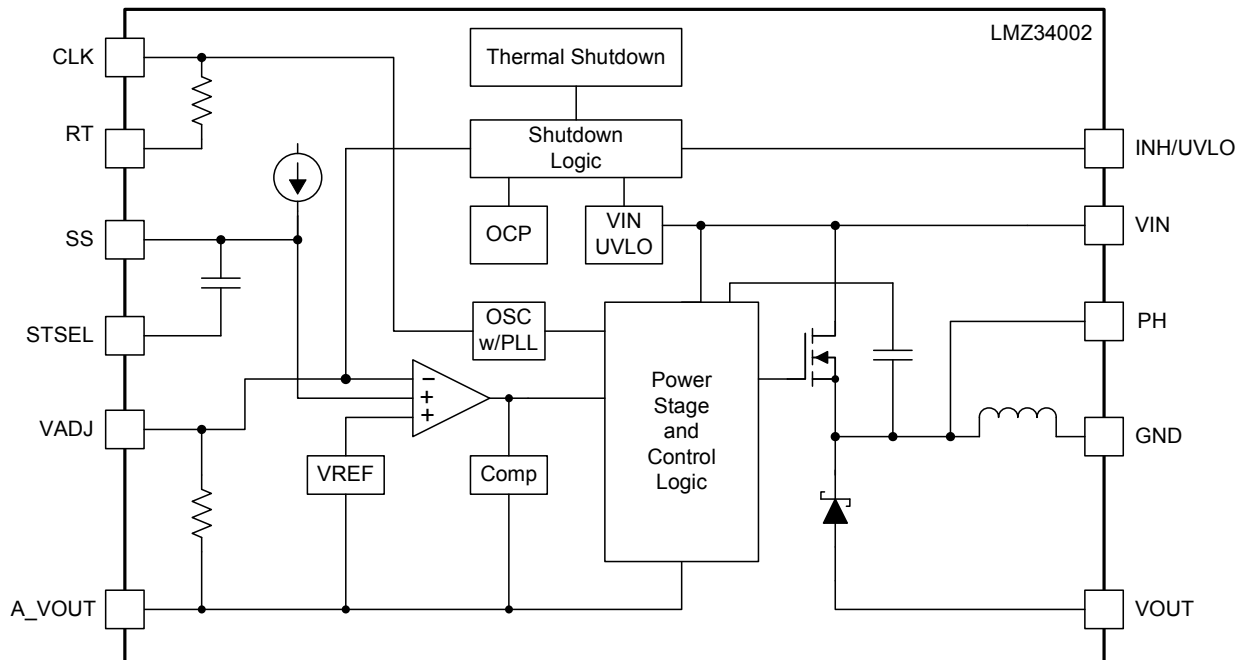 LMZ34002
CLK
RT
SS
STSEL
VADJ
A_VOUT
Thermal Shutdown
Shutdown
Logic
OCP
VIN
UVLO
OSC
w/PLL
−
+
+
VREF
Comp
Power
Stage
and
Control
Logic
INH/UVLO
VIN
PH
GND
VOUT